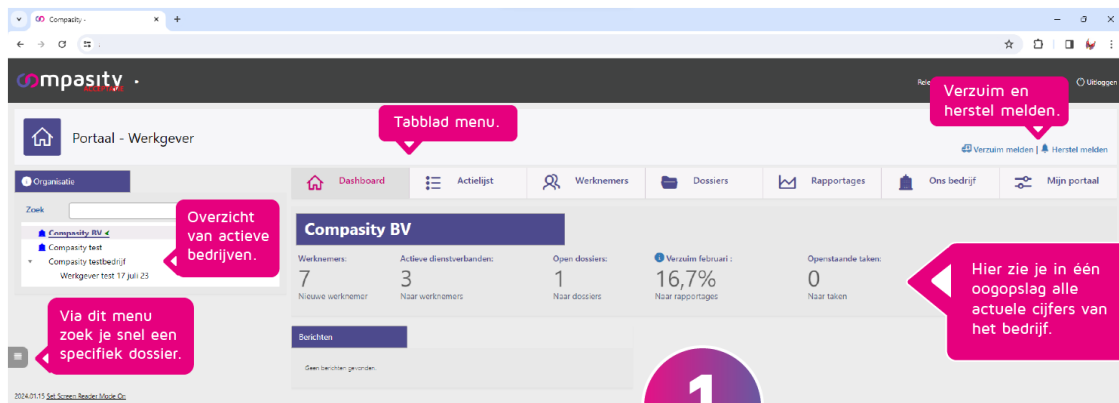 Compasity -
compasity
Uitloggen
Verzuim en
herstel melden.
Tabblad menu.
Portaal - Werkgever
Verzuim melden | Herstel melden
Organisatie
Dashboard
Actielijst
Werknemers
Dossiers
Rapportages
Ons bedrijf
Mijn portaal
Zoek
Compasity BV
Compasity test
Compasity testbedrijf
Werkgever test 17 juli 23
Overzicht
van actieve
bedrijven.
Compasity BV
Werknemers:
7
Nieuwe werknemer
Actieve dienstverbanden:
3
Naar werknemers
Open dossiers:
1
Naar dossiers
Verzuim februari :
16,7%
Naar rapportages
Openstaande taken:
0
Naar taken
Hier zie je in één
oogopslag alle
actuele cijfers van
het bedrijf.
Via dit menu
zoek je snel een
specifiek dossier.
Berichten
Geen berichten gevonden.
1
2024.01.15 Set Screen Reader Mode On